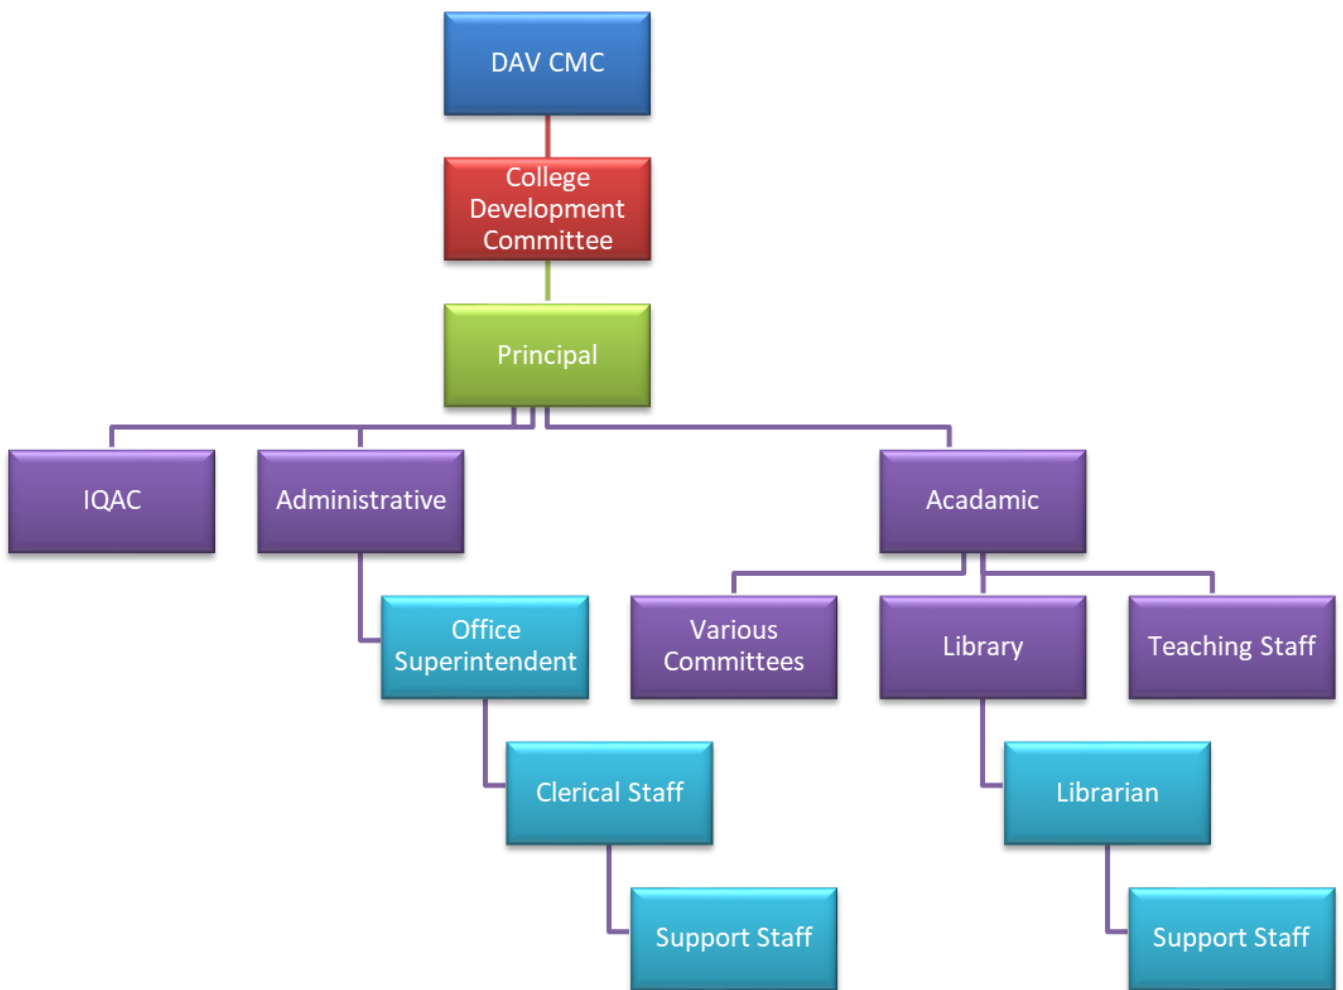 DAV CMC
College
Development
Committee
Principal
IQAC
Administrative
Acadamic
Office
Superintendent
Various
Committees
Library
Teaching Staff
Clerical Staff
Librarian
Support Staff
Support Staff